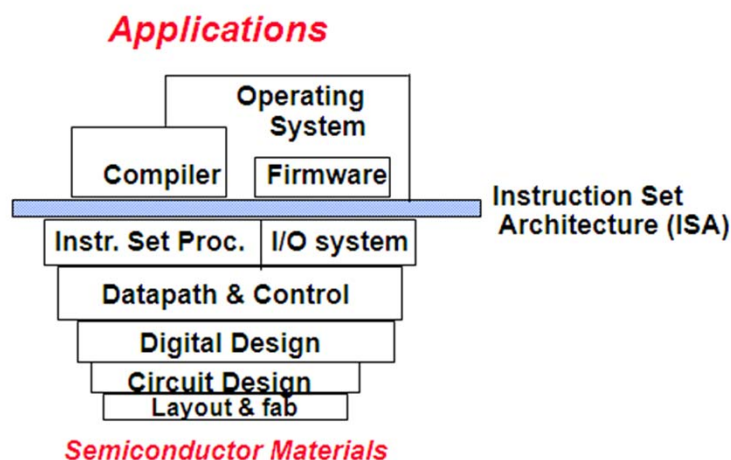 Applications
Operating
System
Compiler
Firmware
Instruction Set
Architecture (ISA)
Instr. Set Proc.
I/O system
Datapath & Control
Digital Design
Circuit Design
Layout & fab
Semiconductor Materials